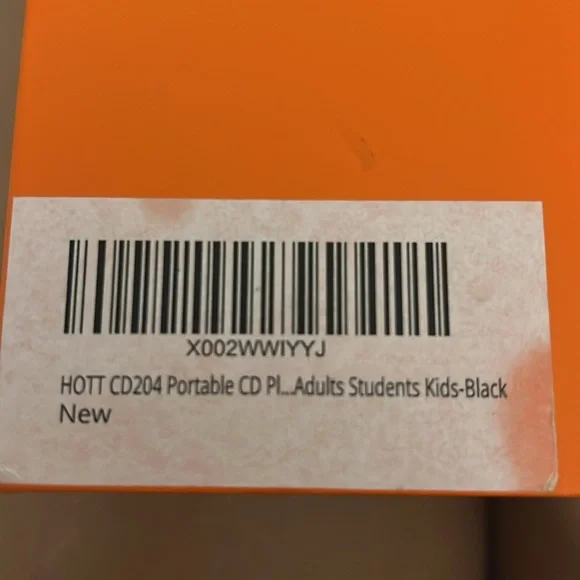 X002WWIYYJ
HOTT CD204 Portable CD Pl...Adults Students Kids-Black
New